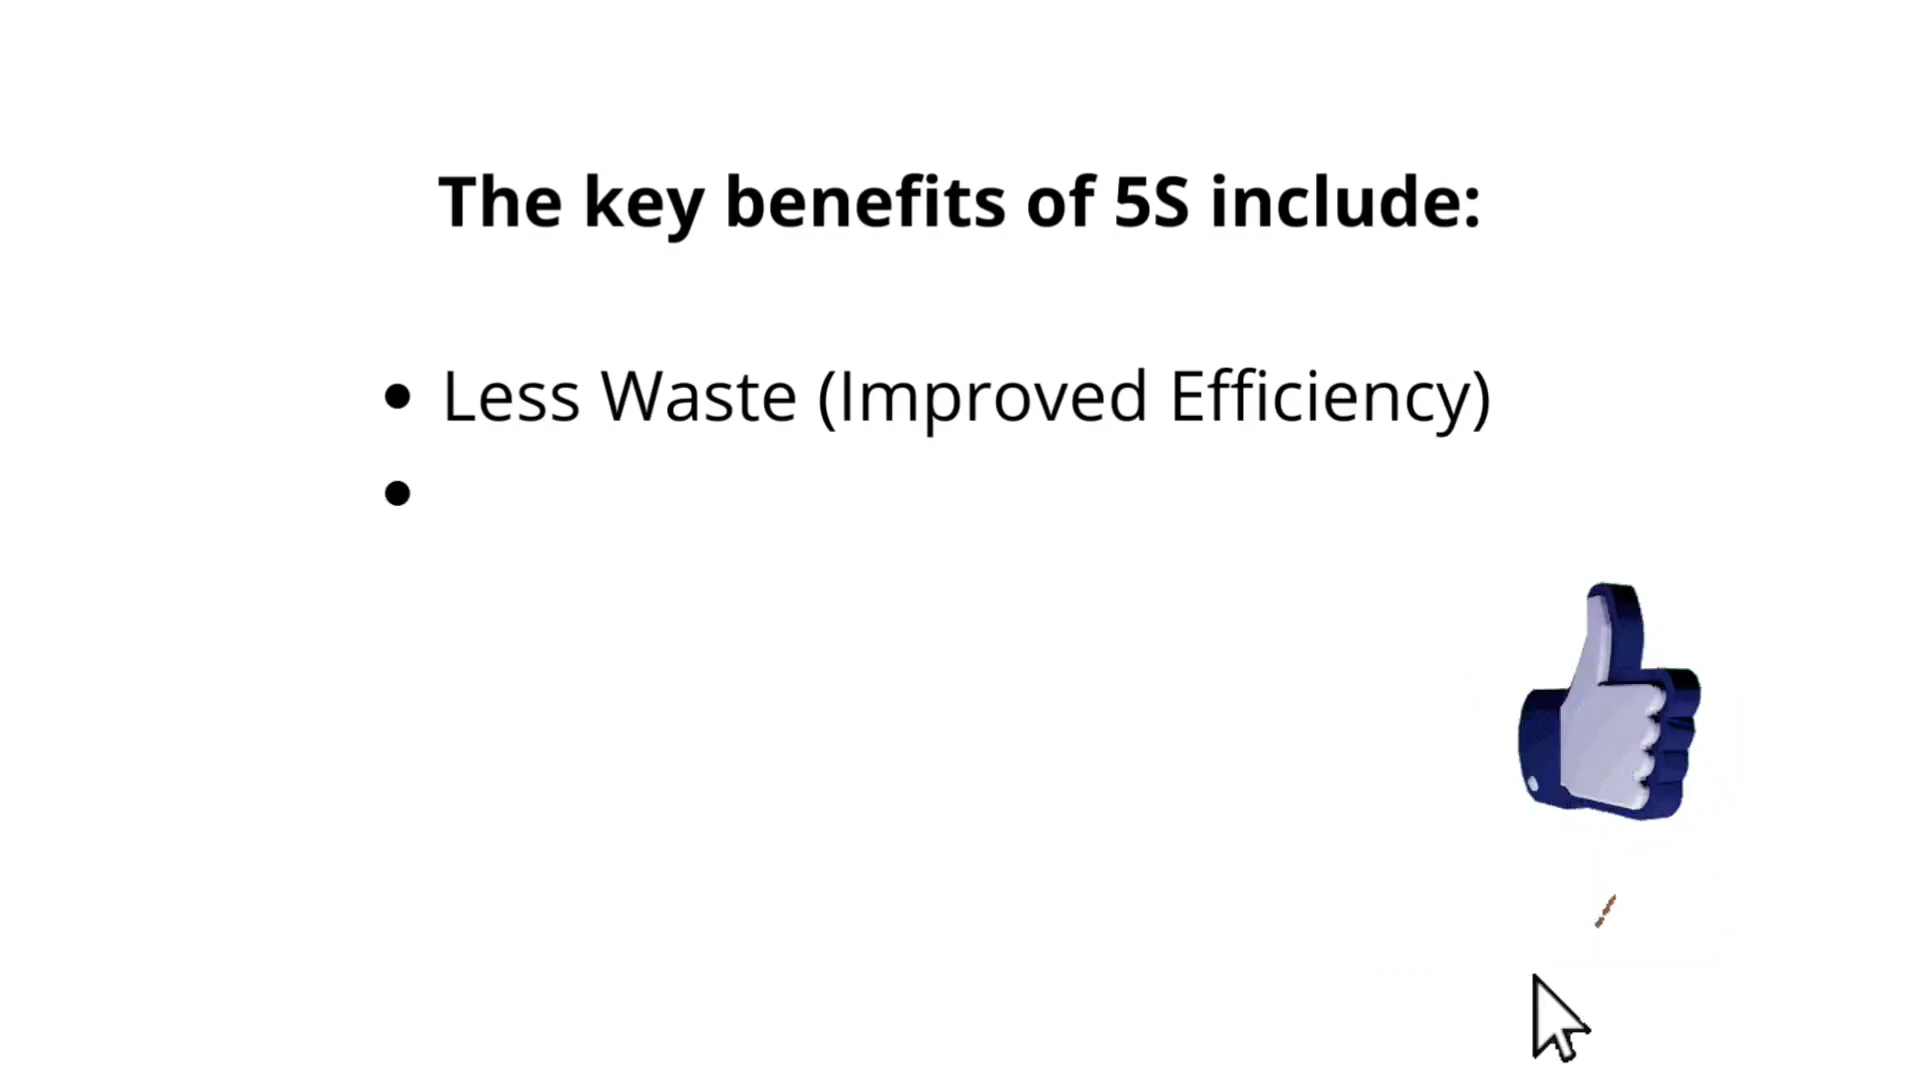 The key benefits of 5S include:
• Less Waste (Improved Efficiency)
•